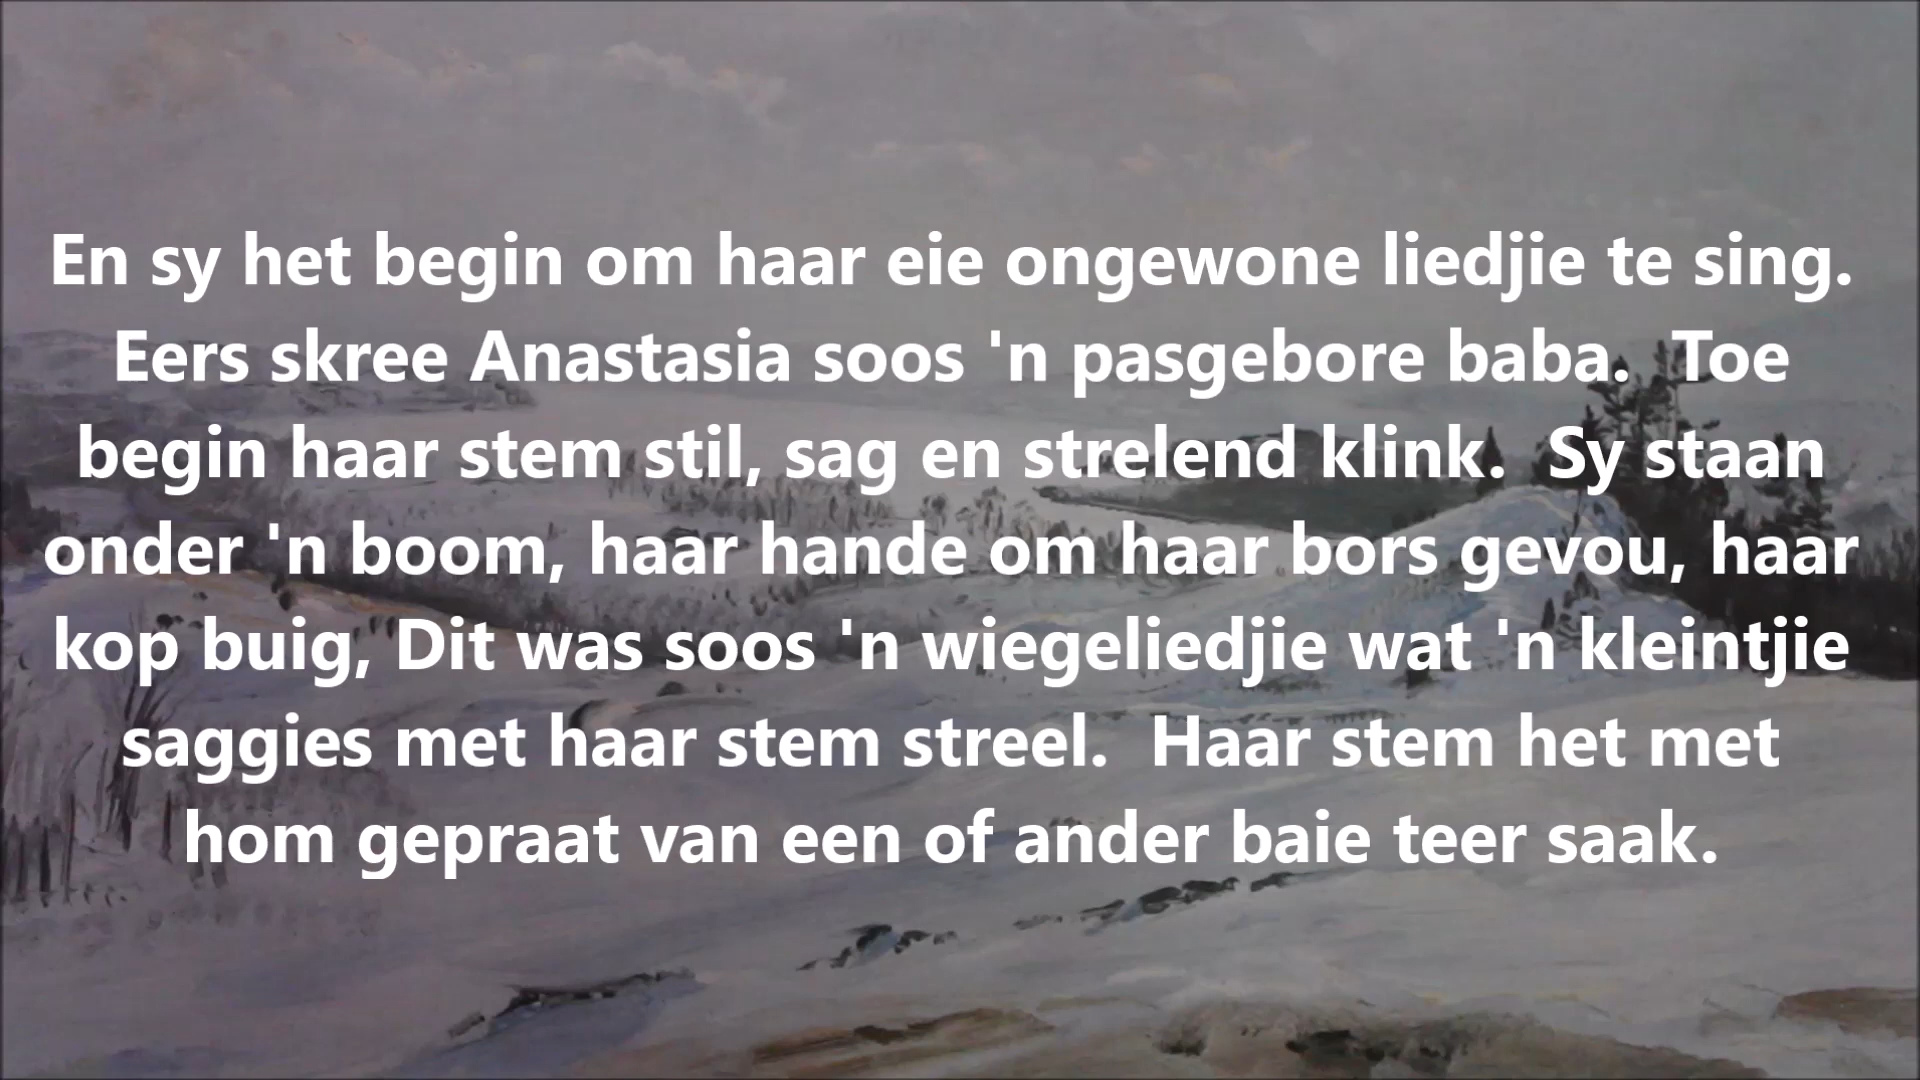 En sy het begin om haar eie ongewone liedjie te sing.
Eers skree Anastasia soos 'n pasgebore baba.  Toe
begin haar stem stil, sag en strelend klink.  Sy staan
onder 'n boom, haar hande om haar bors gevou, haar
kop buig, Dit was soos 'n wiegeliedjie wat 'n kleintjie
saggies met haar stem streel.  Haar stem het met
hom gepraat van een of ander baie teer saak.